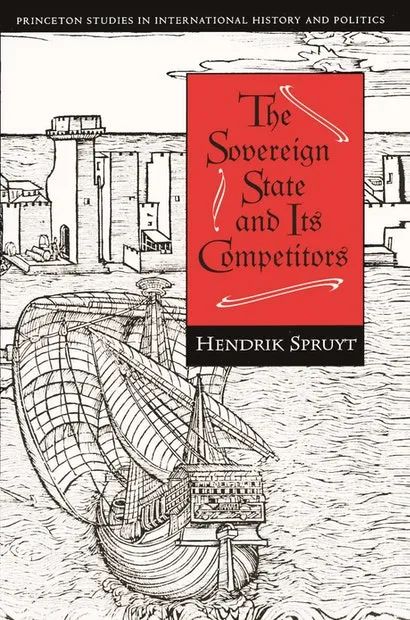 PRINCETON STUDIES IN INTERNATIONAL HISTORY AND POLITICS
The
Sovereign
State
and Its
Competitors
HENDRIK SPRUYT